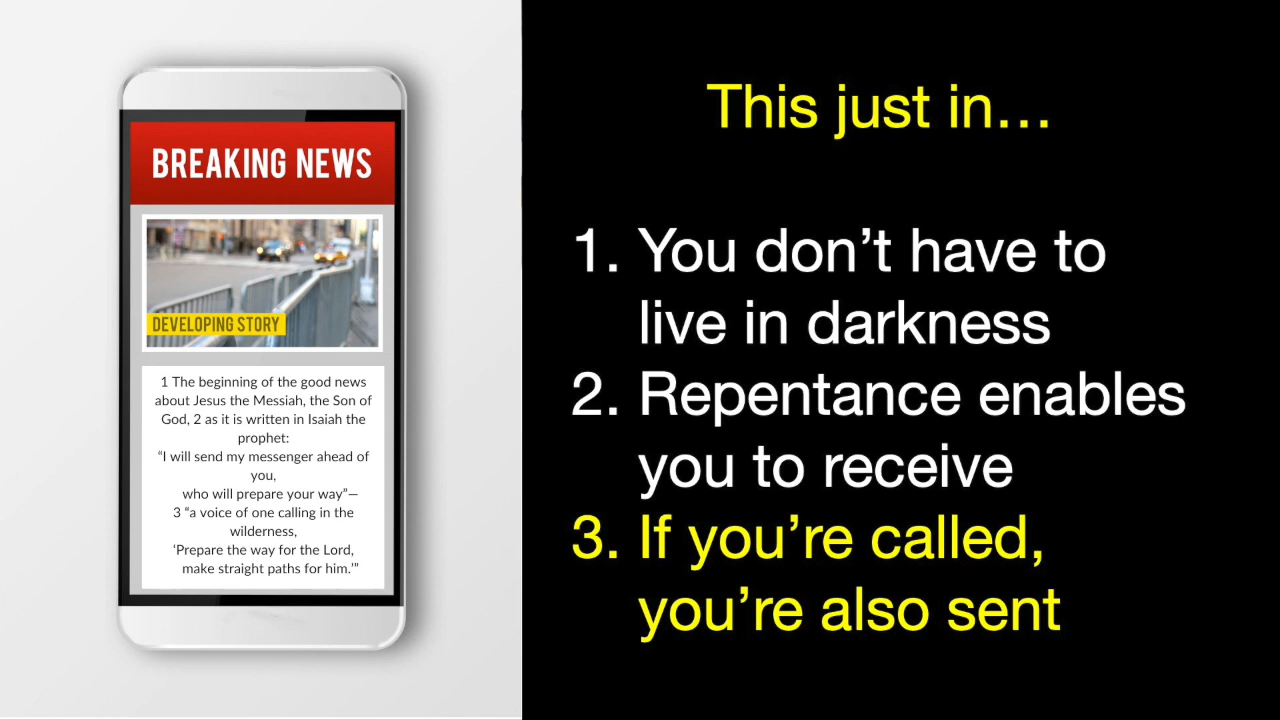 BREAKING NEWS
DEVELOPING STORY
1 The beginning of the good news
about Jesus the Messiah, the Son of
God, 2 as it is written in Isaiah the
prophet:
“I will send my messenger ahead of
you,
who will prepare your way”—
3 “a voice of one calling in the
wilderness,
‘Prepare the way for the Lord,
make straight paths for him.’”
This just in…
1. You don’t have to
live in darkness
2. Repentance enables
you to receive
3. If you’re called,
you’re also sent